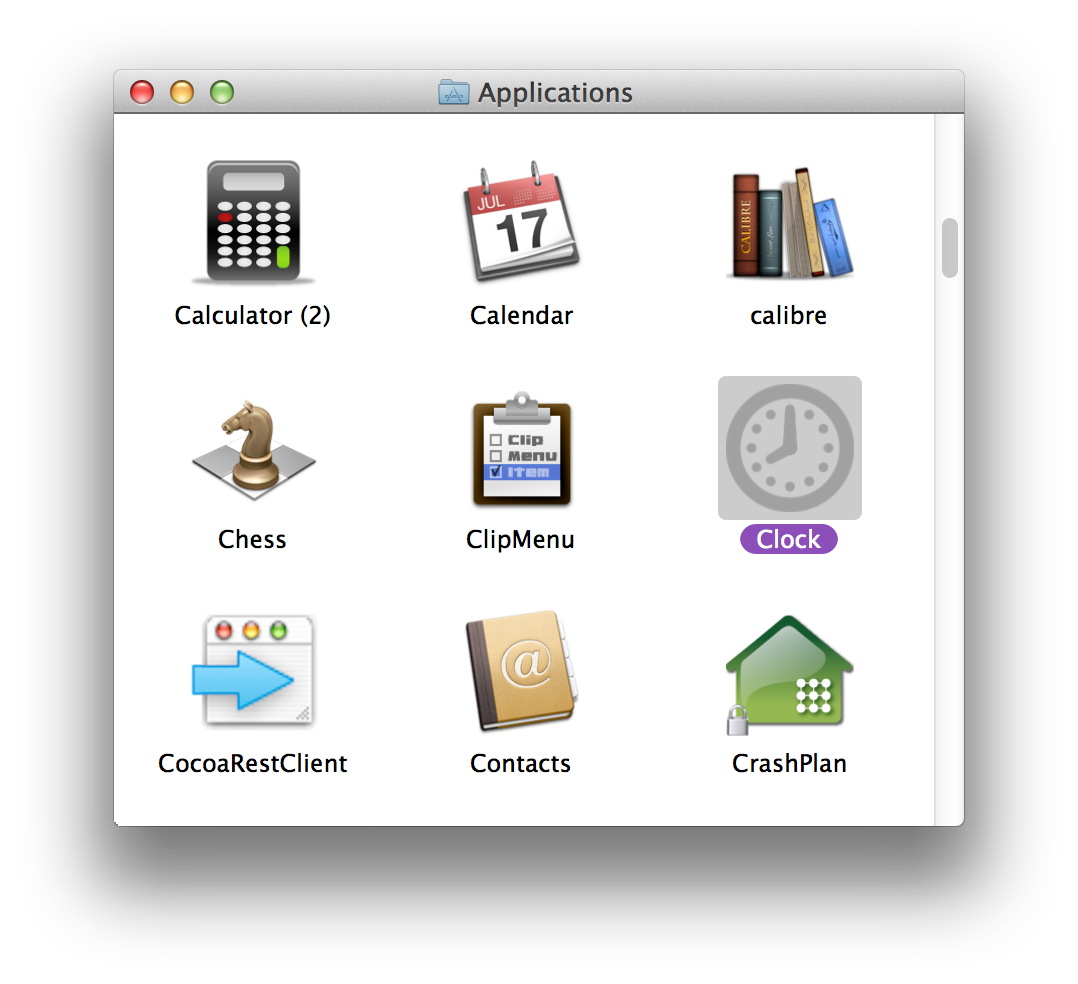 Applications
JUL
17
CALIBRE
Calculator (2)
Calendar
calibre
Clip
Menu
Item
Chess
ClipMenu
Clock
@
CocoaRestClient
Contacts
CrashPlan